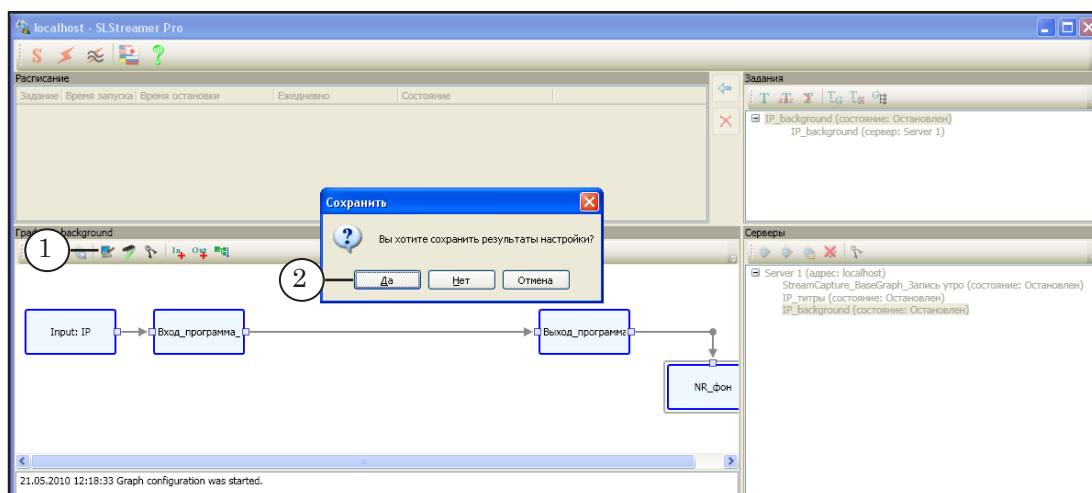 localhost - SLStreamer Pro
Расписание
Задание Время запуска Время остановки Ежедневно Состояние
Задания
IP_background (состояние: Остановлен)
IP_background (сервер: Server 1)
Сохранить
Вы хотите сохранить результаты настройки?
Да Нет Отмена
1
2
background
In Out
Input: IP
Вход_программа_
Выход_программа
NR_фон
Серверы
Server 1 (адрес: localhost)
StreamCapture_BaseGraph_Запись утро (состояние: Остановлен)
IP_титры (состояние: Остановлен)
IP_background (состояние: Остановлен)
21.05.2010 12:18:33 Graph configuration was started.